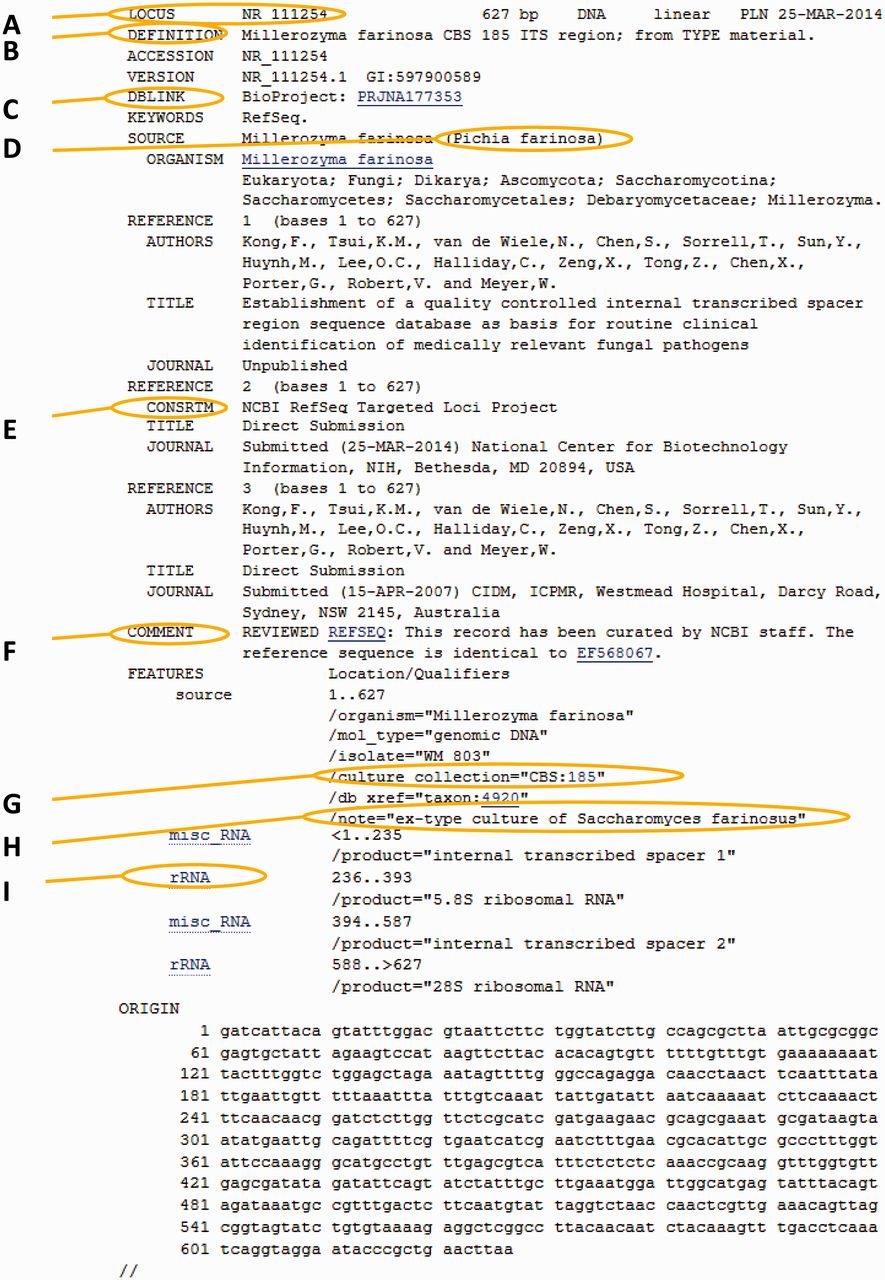 A
B
C
D
E
F
G
H
I
LOCUS NR 111254 627 bp DNA linear PLN 25-MAR-2014
DEFINITION Millerozyma farinosa CBS 185 ITS region; from TYPE material.
ACCESSION NR_111254
VERSION NR_111254.1 GI:597900589
DBLINK BioProject: PRJNA177353
KEYWORDS RefSeq.
SOURCE Millerozyma farinosa (Pichia farinosa)
ORGANISM Millerozyma farinosa
Eukaryota; Fungi; Dikarya; Ascomycota; Saccharomycotina;
Saccharomycetes; Saccharomycetales; Debaryomycetaceae; Millerozyma.
REFERENCE 1 (bases 1 to 627)
AUTHORS Kong,F., Tsui,K.M., van de Wiele,N., Chen,S., Sorrell,T., Sun,Y.,
Huynh,M., Lee,O.C., Halliday,C., Zeng,X., Tong,Z., Chen,X.,
Porter,G., Robert,V. and Meyer,W.
TITLE Establishment of a quality controlled internal transcribed spacer
region sequence database as basis for routine clinical
identification of medically relevant fungal pathogens
JOURNAL Unpublished
REFERENCE 2 (bases 1 to 627)
CONSRTM NCBI RefSeq Targeted Loci Project
TITLE Direct Submission
JOURNAL Submitted (25-MAR-2014) National Center for Biotechnology
Information, NIH, Bethesda, MD 20894, USA
REFERENCE 3 (bases 1 to 627)
AUTHORS Kong,F., Tsui,K.M., van de Wiele,N., Chen,S., Sorrell,T., Sun,Y.,
Huynh,M., Lee,O.C., Halliday,C., Zeng,X., Tong,Z., Chen,X.,
Porter,G., Robert,V. and Meyer,W.
TITLE Direct Submission
JOURNAL Submitted (15-APR-2007) CIDM, ICPMR, Westmead Hospital, Darcy Road,
Sydney, NSW 2145, Australia
COMMENT REVIEWED REFSEQ: This record has been curated by NCBI staff. The
reference sequence is identical to EF568067.
FEATURES Location/Qualifiers
source 1..627
/organism="Millerozyma farinosa"
/mol_type="genomic DNA"
/isolate="WM 803"
/culture collection="CBS:185"
/db xref="taxon:4920"
/note="ex-type culture of Saccharomyces farinosus"
misc_RNA <1..235
/product="internal transcribed spacer 1"
rRNA 236..393
/product="5.8S ribosomal RNA"
misc_RNA 394..587
/product="internal transcribed spacer 2"
rRNA 588..>627
/product="28S ribosomal RNA"
ORIGIN
1 gatcattaca gtatttggac gtaattcttc tggtatcttg ccagcgctta attgcgcggc
61 gagtgctatt agaagtccat aagttcttac acacagtgtt tttttgtttgt gaaaaaaaat
121 tactttggtc tggagctaga aatagttttg ggccagagga caacctaact tcaatttata
181 ttgaattgtt tttaaattta tttgtcaaat tattgatatt aatcaaaaat cttcaaaact
241 ttcaacaacg gatctcttgg ttctcgcatc gatgaagaac gcagcgaaat gcgataagta
301 atatgaattg cagattttcg tgaatcatcg aatctttgaa cgcacattgc gccctttggt
361 attccaaagg gcatgcctgt ttgagcgtca tttctctctc aaaccgcaag gtttggtgtt
421 gagcgatata gatattcagt atctatttgc ttgaaatgga ttggcatgag tatttacagt
481 agataaatgc cgtttgactc ttcaatgtat taggtctaac caactcgttg aaacagttag
541 cggtagtatc tgtgtaaaag aggctcggcc ttacaacaat ctacaaagtt tgacctcaaa
601 tcaggtagga atacccgctg aacttaa
//